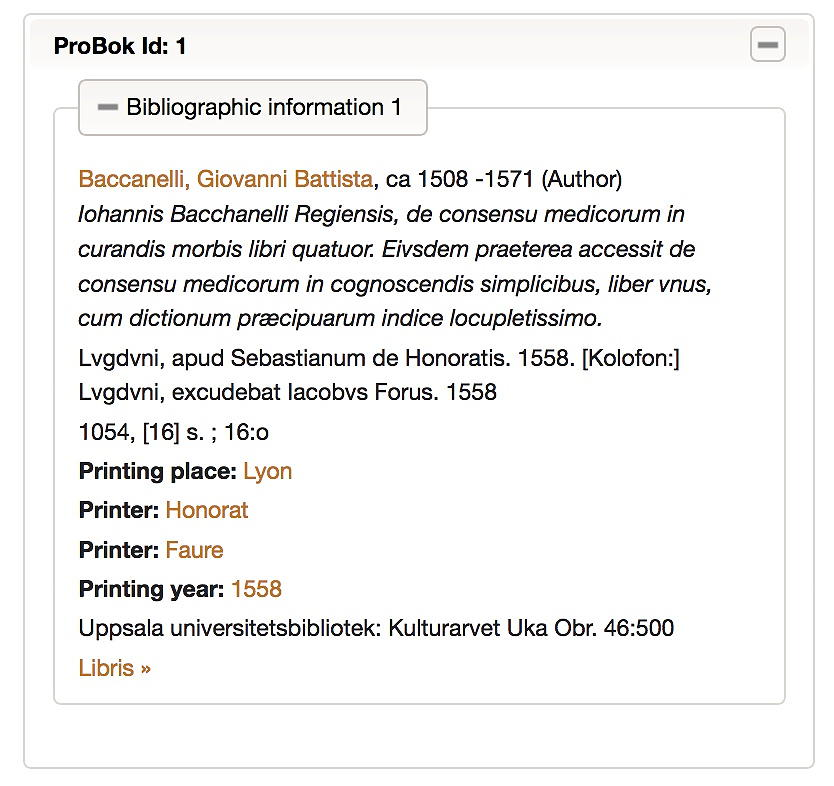 ProBok Id: 1
Bibliographic information 1
Baccanelli, Giovanni Battista, ca 1508 -1571 (Author)
Iohannis Bacchanelli Regiensis, de consensu medicorum in
curandis morbis libri quatuor. Eivsdem praeterea accessit de
consensu medicorum in cognoscendis simplicibus, liber vnus,
cum dictionum præcipuarum indice locupletissimo.
Lvgdvni, apud Sebastianum de Honoratis. 1558. [Kolofon:]
Lvgdvni, excudebat Iacobvs Forus. 1558
1054, [16] s. ; 16:o
Printing place: Lyon
Printer: Honorat
Printer: Faure
Printing year: 1558
Uppsala universitetsbibliotek: Kulturarvet Uka Obr. 46:500
Libris »